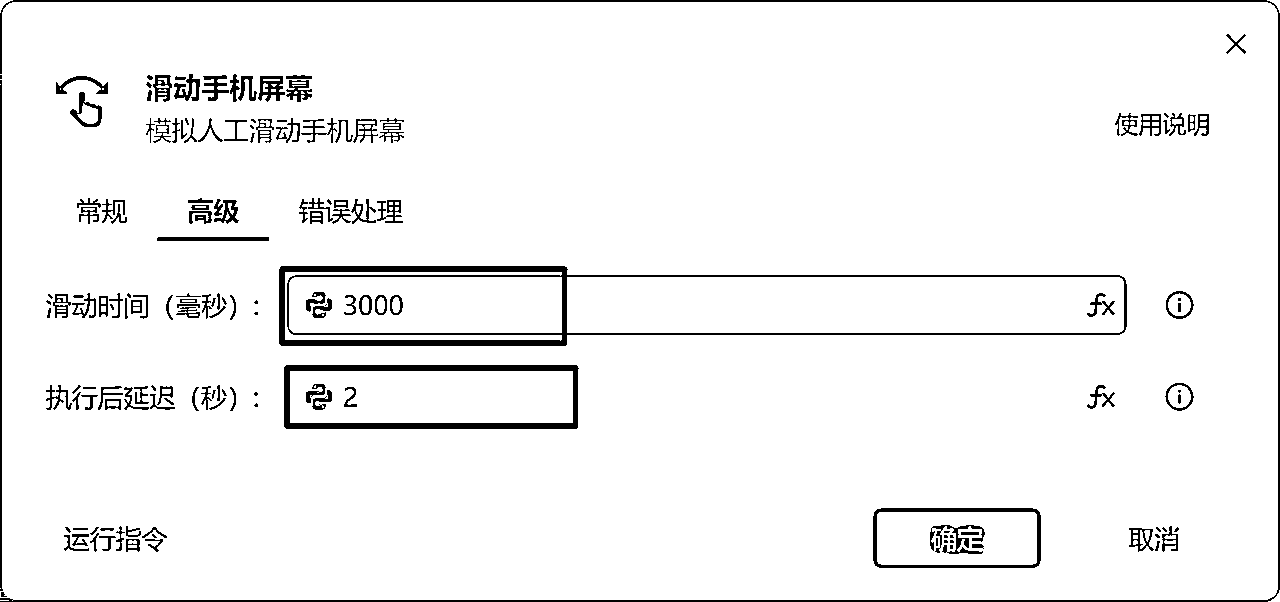 滑动手机屏幕
模拟人工滑动手机屏幕
使用说明
常规 高级 错误处理
滑动时间（毫秒）: 3000 fx
执行后延迟（秒）: 2 fx
运行指令 确定 取消